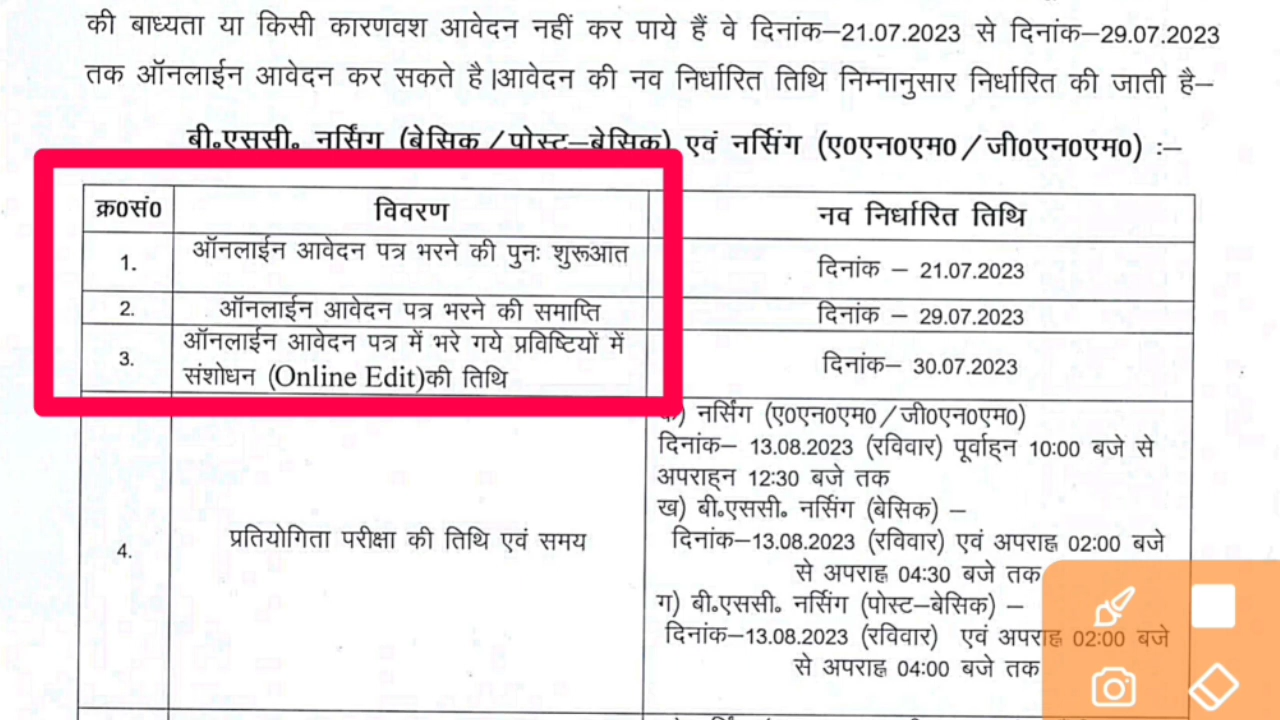 की बाध्यता या किसी कारणवश आवेदन नहीं कर पाये हैं वे दिनांक–21.07.2023 से दिनांक–29.07.2023
तक ऑनलाईन आवेदन कर सकते है।आवेदन की नव निर्धारित तिथि निम्नानुसार निर्धारित की जाती है–
बी॰एससी॰ नर्सिंग (बेसिक/पोस्ट–बेसिक) एवं नर्सिंग (ए0एन0एम0/जी0एन0एम0) :–
क्र0सं0 विवरण नव निर्धारित तिथि
1. ऑनलाईन आवेदन पत्र भरने की पुनः शुरूआत दिनांक – 21.07.2023
2. ऑनलाईन आवेदन पत्र भरने की समाप्ति दिनांक – 29.07.2023
3. ऑनलाईन आवेदन पत्र में भरे गये प्रविष्टियों में
संशोधन (Online Edit)की तिथि दिनांक– 30.07.2023
4. प्रतियोगिता परीक्षा की तिथि एवं समय
क) नर्सिंग (ए0एन0एम0/जी0एन0एम0)
दिनांक– 13.08.2023 (रविवार) पूर्वाह्न 10:00 बजे से
अपराह्न 12:30 बजे तक
ख) बी॰एससी॰ नर्सिंग (बेसिक) –
दिनांक–13.08.2023 (रविवार) एवं अपराह्न 02:00 बजे
से अपराह्न 04:30 बजे तक
ग) बी॰एससी॰ नर्सिंग (पोस्ट–बेसिक) –
दिनांक–13.08.2023 (रविवार) एवं अपराह्न 02:00 बजे
से अपराह्न 04:00 बजे तक